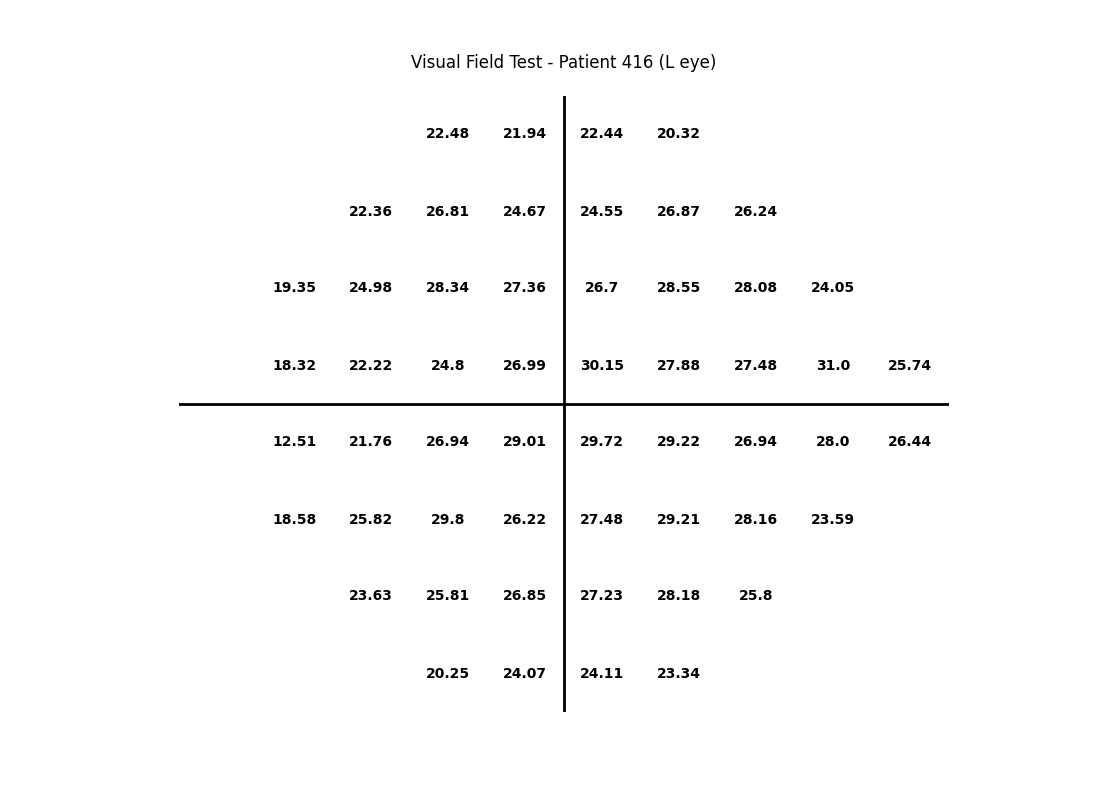 Visual Field Test - Patient 416 (L eye)
22.48 21.94 22.44 20.32
22.36 26.81 24.67 24.55 26.87 26.24
19.35 24.98 28.34 27.36 26.7 28.55 28.08 24.05
18.32 22.22 24.8 26.99 30.15 27.88 27.48 31.0 25.74
12.51 21.76 26.94 29.01 29.72 29.22 26.94 28.0 26.44
18.58 25.82 29.8 26.22 27.48 29.21 28.16 23.59
23.63 25.81 26.85 27.23 28.18 25.8
20.25 24.07 24.11 23.34